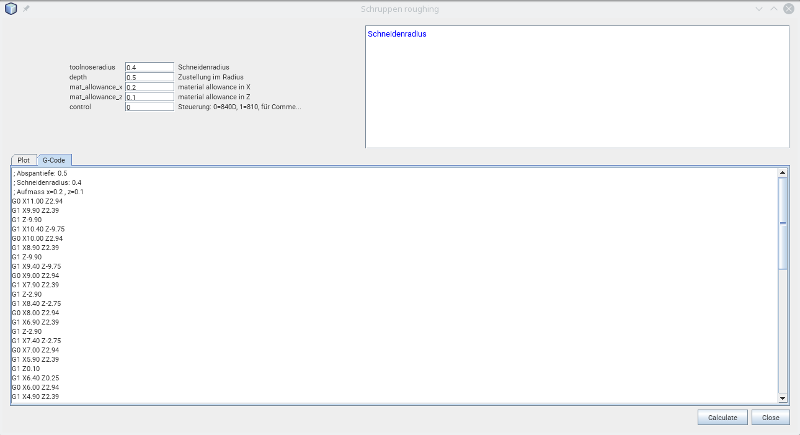 Schruppen roughing
Schneidenradius
toolnoseradius 0.4 Schneidenradius
depth 0.5 Zustellung im Radius
mat_allowance_x 0.2 material allowance in X
mat_allowance_z 0.1 material allowance in Z
control 0 Steuerung: 0=840D, 1=810, für Comme...
Plot G-Code
; Abspantiefe: 0.5
; Schneidenradius: 0.4
; Aufmass x=0.2 , z=0.1
G0 X11.00 Z2.94
G1 X9.90 Z2.39
G1 Z-9.90
G1 X10.40 Z-9.75
G0 X10.00 Z2.94
G1 X8.90 Z2.39
G1 Z-9.90
G1 X9.40 Z-9.75
G0 X9.00 Z2.94
G1 X7.90 Z2.39
G1 Z-2.90
G1 X8.40 Z-2.75
G0 X8.00 Z2.94
G1 X6.90 Z2.39
G1 Z-2.90
G1 X7.40 Z-2.75
G0 X7.00 Z2.94
G1 X5.90 Z2.39
G1 Z0.10
G1 X6.40 Z0.25
G0 X6.00 Z2.94
G1 X4.90 Z2.39
Calculate Close